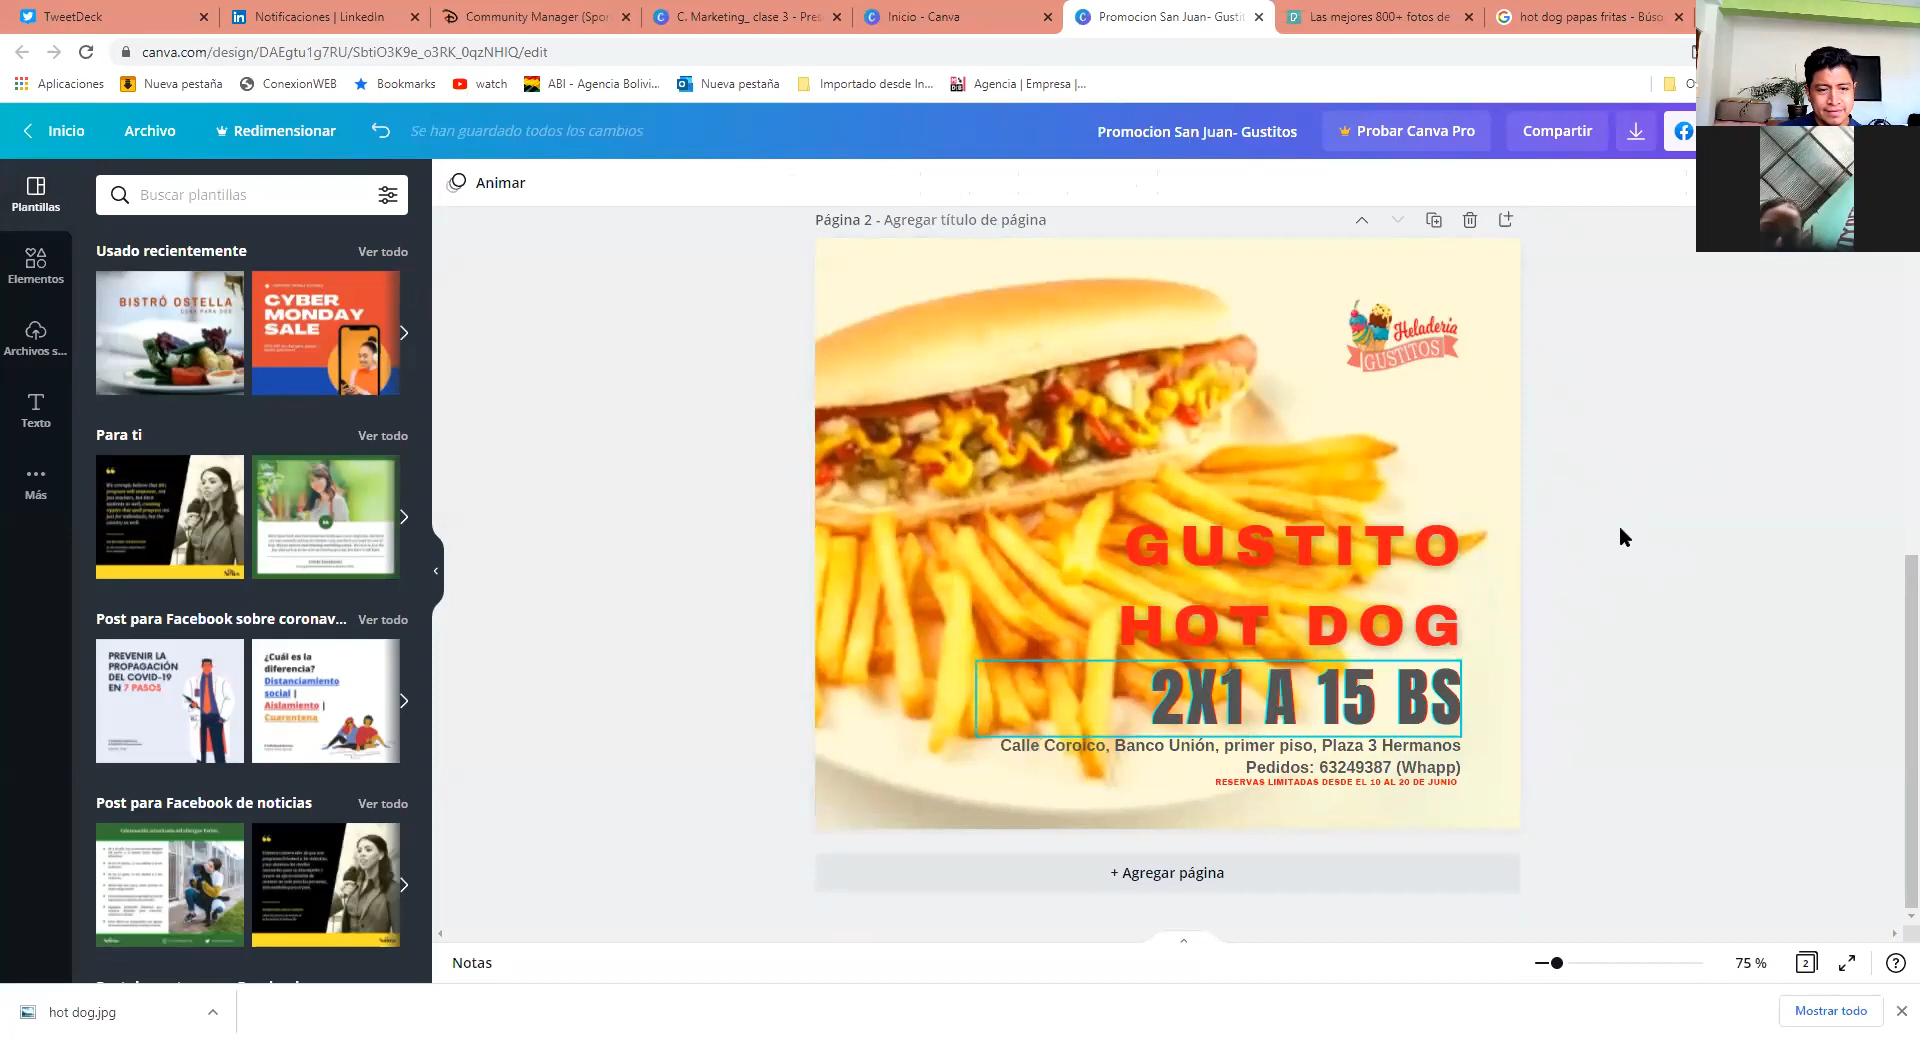 TweetDeck
Notificaciones | LinkedIn
Community Manager (Spo
C. Marketing_ clase 3 - Pres
Inicio - Canva
Promocion San Juan- Gustit
Las mejores 800+ fotos de
hot dog papas fritas - Búsq
canva.com/design/DAEgtu1g7RU/SbtiO3K9e_o3RK_0qzNHIQ/edit
Aplicaciones
Nueva pestaña
ConexionWEB
Bookmarks
watch
ABI - Agencia Bolivi...
Nueva pestaña
Importado desde In...
Agencia | Empresa |...
Inicio
Archivo
Redimensionar
Se han guardado todos los cambios
Promocion San Juan- Gustitos
Probar Canva Pro
Compartir
Plantillas
Elementos
Archivos s...
Texto
Más
Buscar plantillas
Usado recientemente
Ver todo
BISTRÒ OSTELLA
CYBER
MONDAY
SALE
Para ti
Ver todo
Post para Facebook sobre coronav...
Ver todo
PREVENIR LA
PROPAGACIÓN
DEL COVID-19
EN 7 PASOS
¿Cuál es la
diferencia?
Distanciamiento
social |
Aislamiento |
Cuarentena
Post para Facebook de noticias
Ver todo
Animar
Página 2 - Agregar título de página
Heladería
GUSTITOS
GUSTITO
HOT DOG
2X1 A 15 BS
Calle Coroico, Banco Unión, primer piso, Plaza 3 Hermanos
Pedidos: 63249387 (Whapp)
RESERVAS LIMITADAS DESDE EL 10 AL 20 DE JUNIO
+ Agregar página
Notas
75 %
2
hot dog.jpg
Mostrar todo